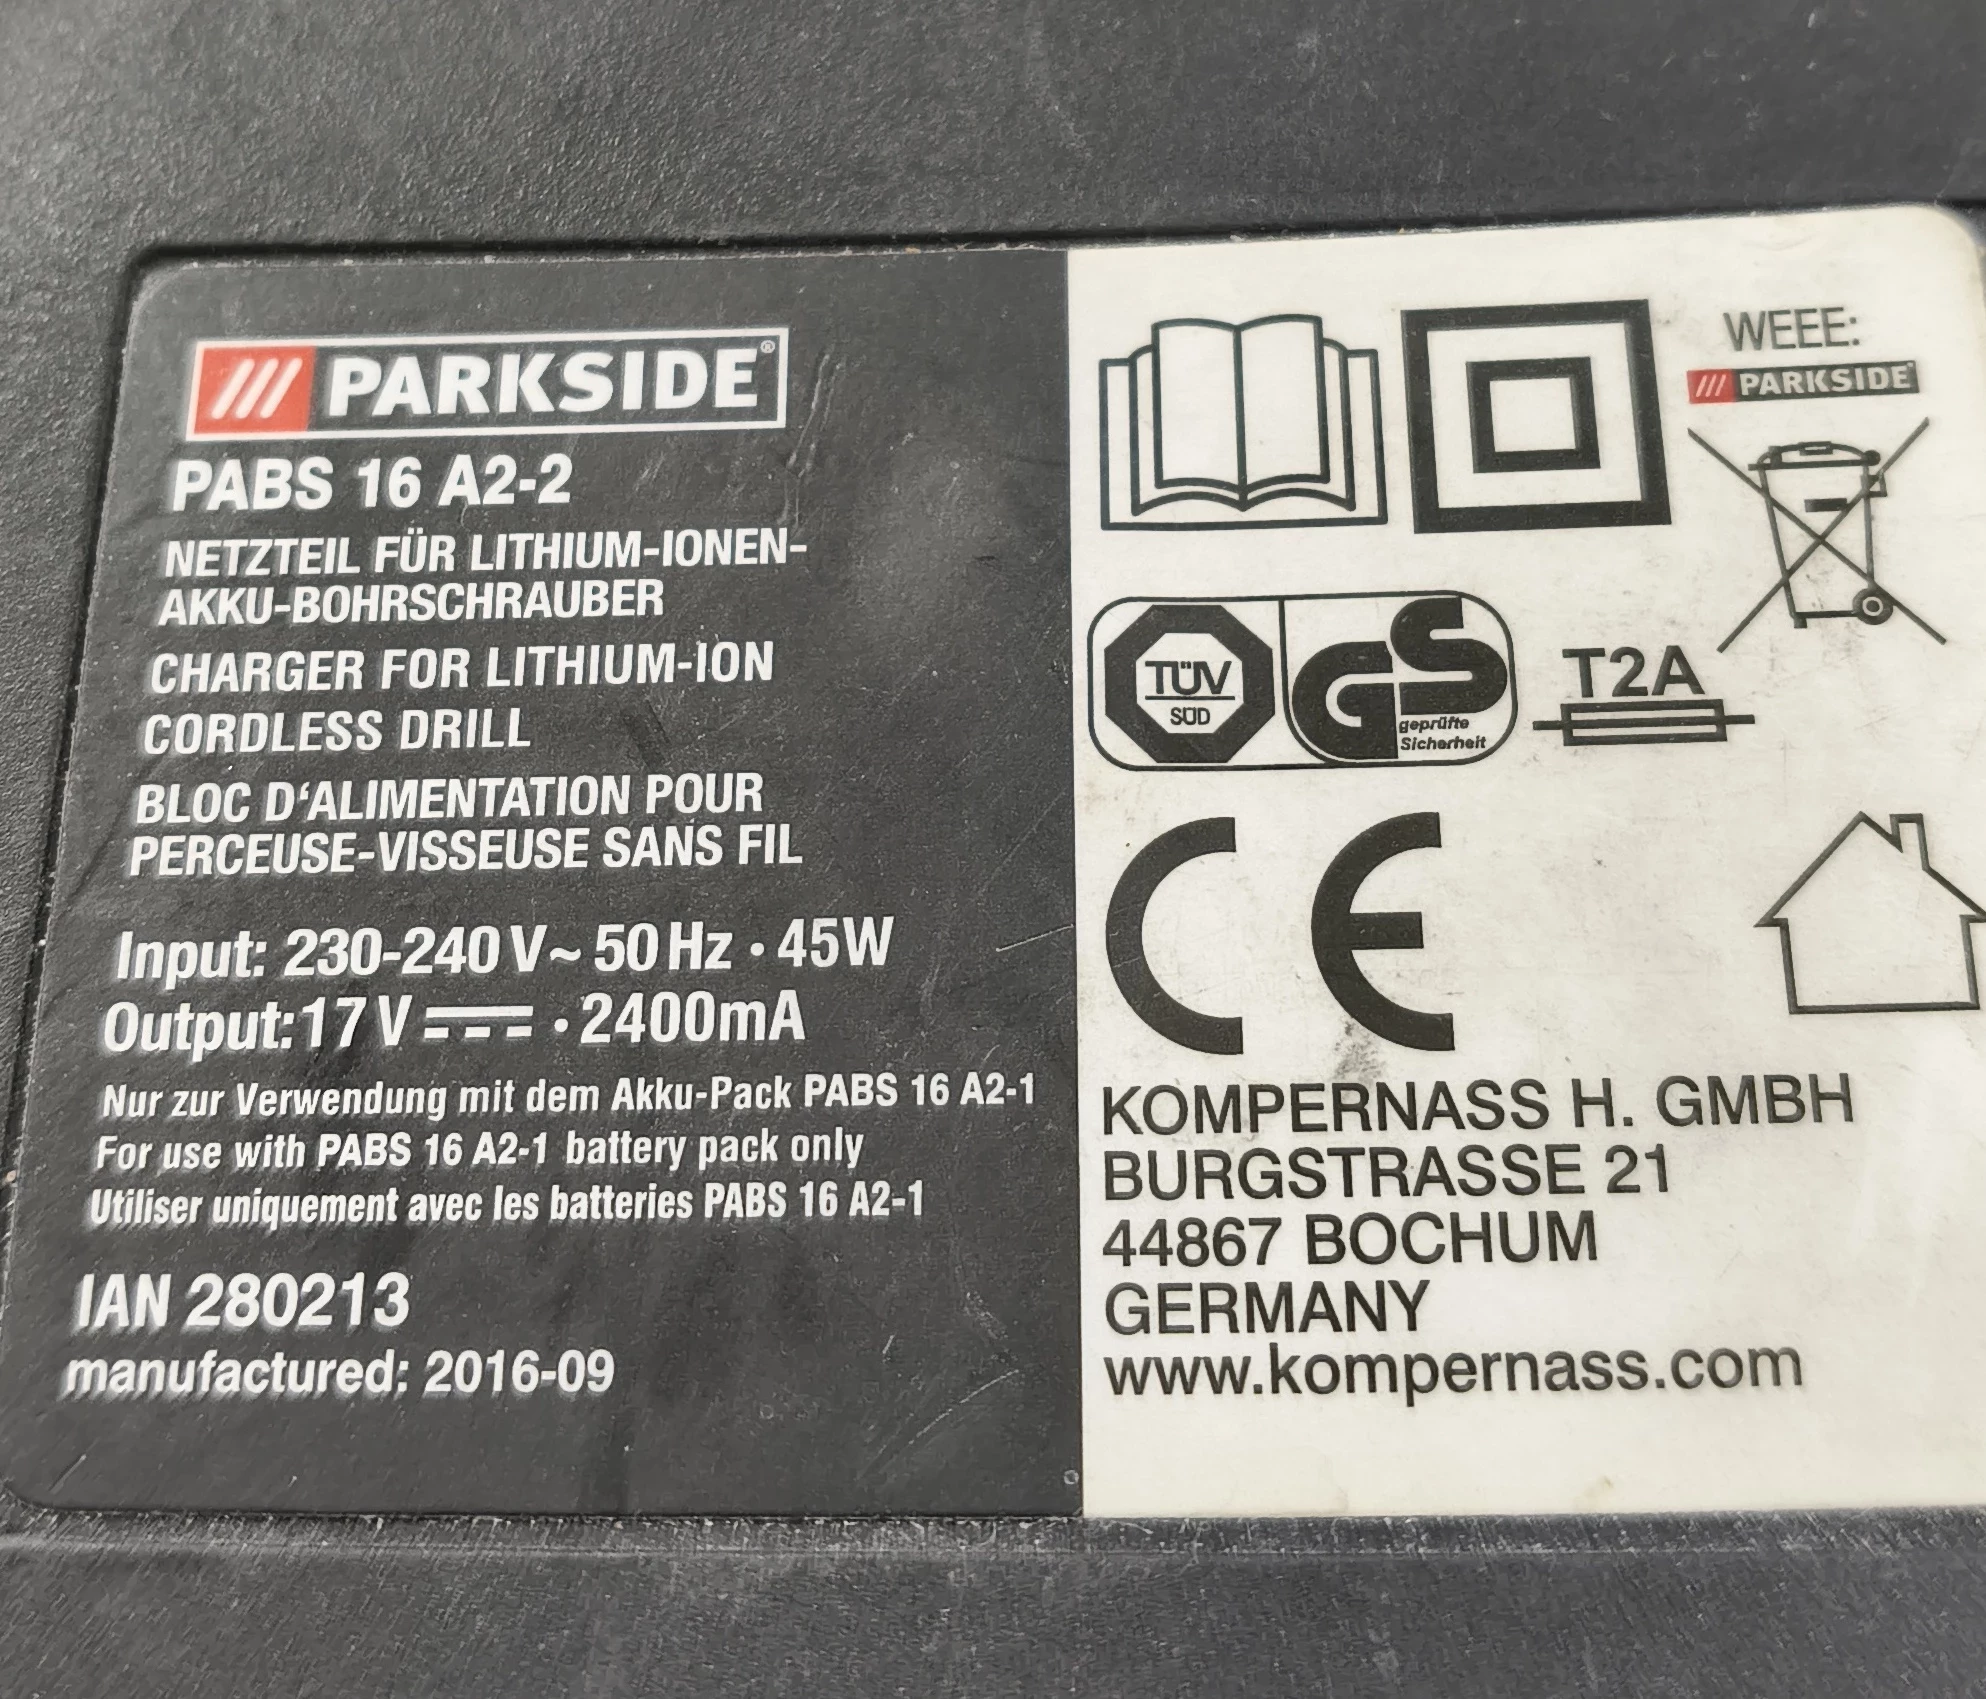 PARKSIDE®
PABS 16 A2-2
NETZTEIL FÜR LITHIUM-IONEN-
AKKU-BOHRSCHRAUBER
CHARGER FOR LITHIUM-ION
CORDLESS DRILL
BLOC D‘ALIMENTATION POUR
PERCEUSE-VISSEUSE SANS FIL
Input: 230-240 V~ 50 Hz · 45W
Output: 17 V ⎓ · 2400mA
Nur zur Verwendung mit dem Akku-Pack PABS 16 A2-1
For use with PABS 16 A2-1 battery pack only
Utiliser uniquement avec les batteries PABS 16 A2-1
IAN 280213
manufactured: 2016-09
WEEE:
PARKSIDE®
TÜV
SÜD
GS
geprüfte
Sicherheit
T2A
CE
KOMPERNASS H. GMBH
BURGSTRASSE 21
44867 BOCHUM
GERMANY
www.kompernass.com